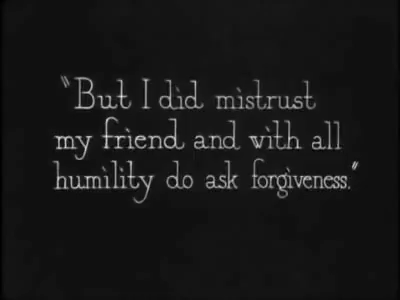 "But I did mistrust
my friend and with all
humility do ask forgiveness."